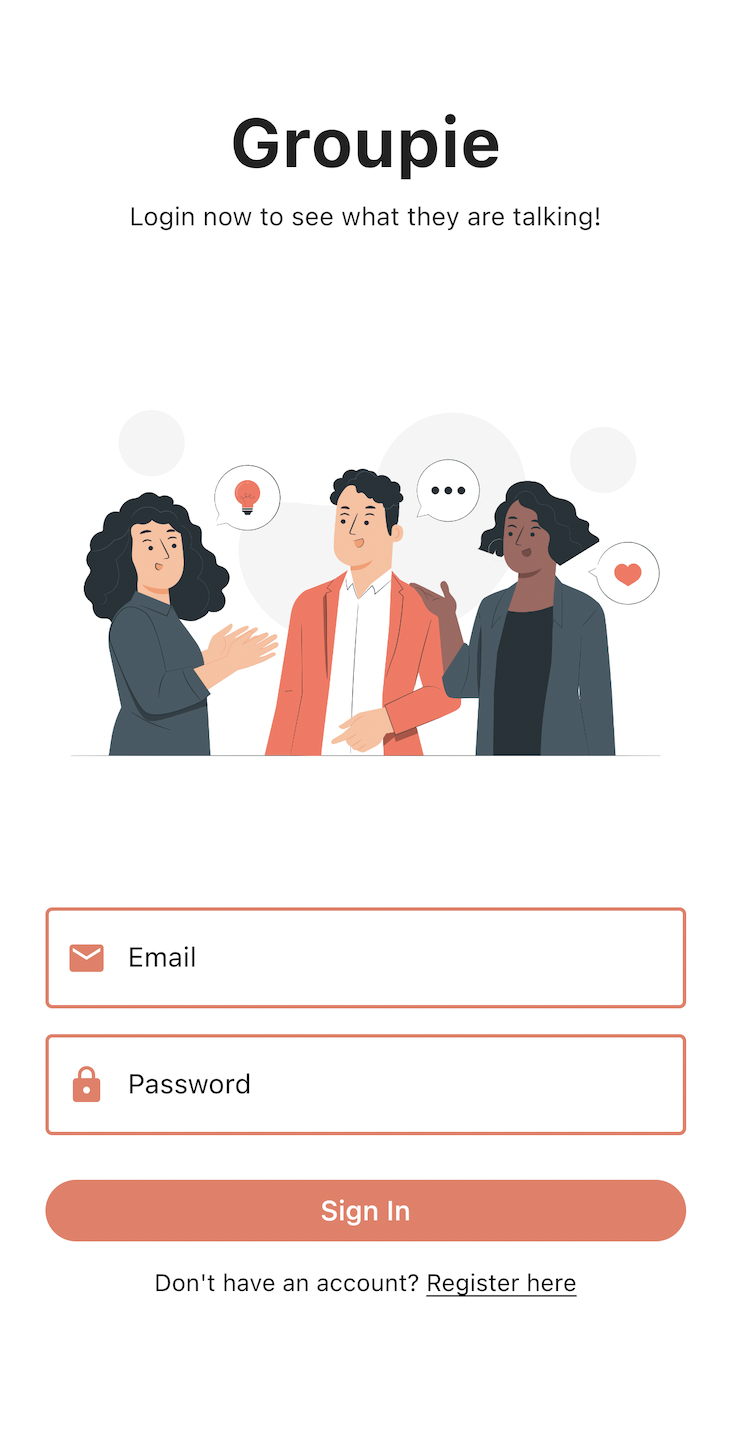 Groupie
Login now to see what they are talking!
Email
Password
Sign In
Don't have an account? Register here